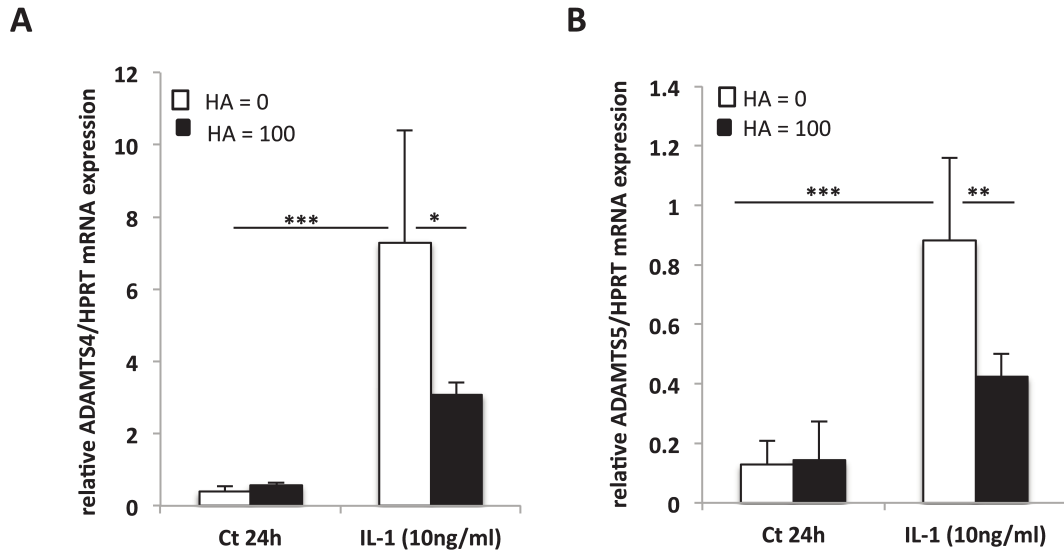 A
relative ADAMTS4/HPRT mRNA expression
12
10
8
6
4
2
0
HA = 0
HA = 100
***
*
Ct 24h
IL-1 (10ng/ml)
B
relative ADAMTS5/HPRT mRNA expression
1.4
1.2
1
0.8
0.6
0.4
0.2
0
HA = 0
HA = 100
***
**
Ct 24h
IL-1 (10ng/ml)